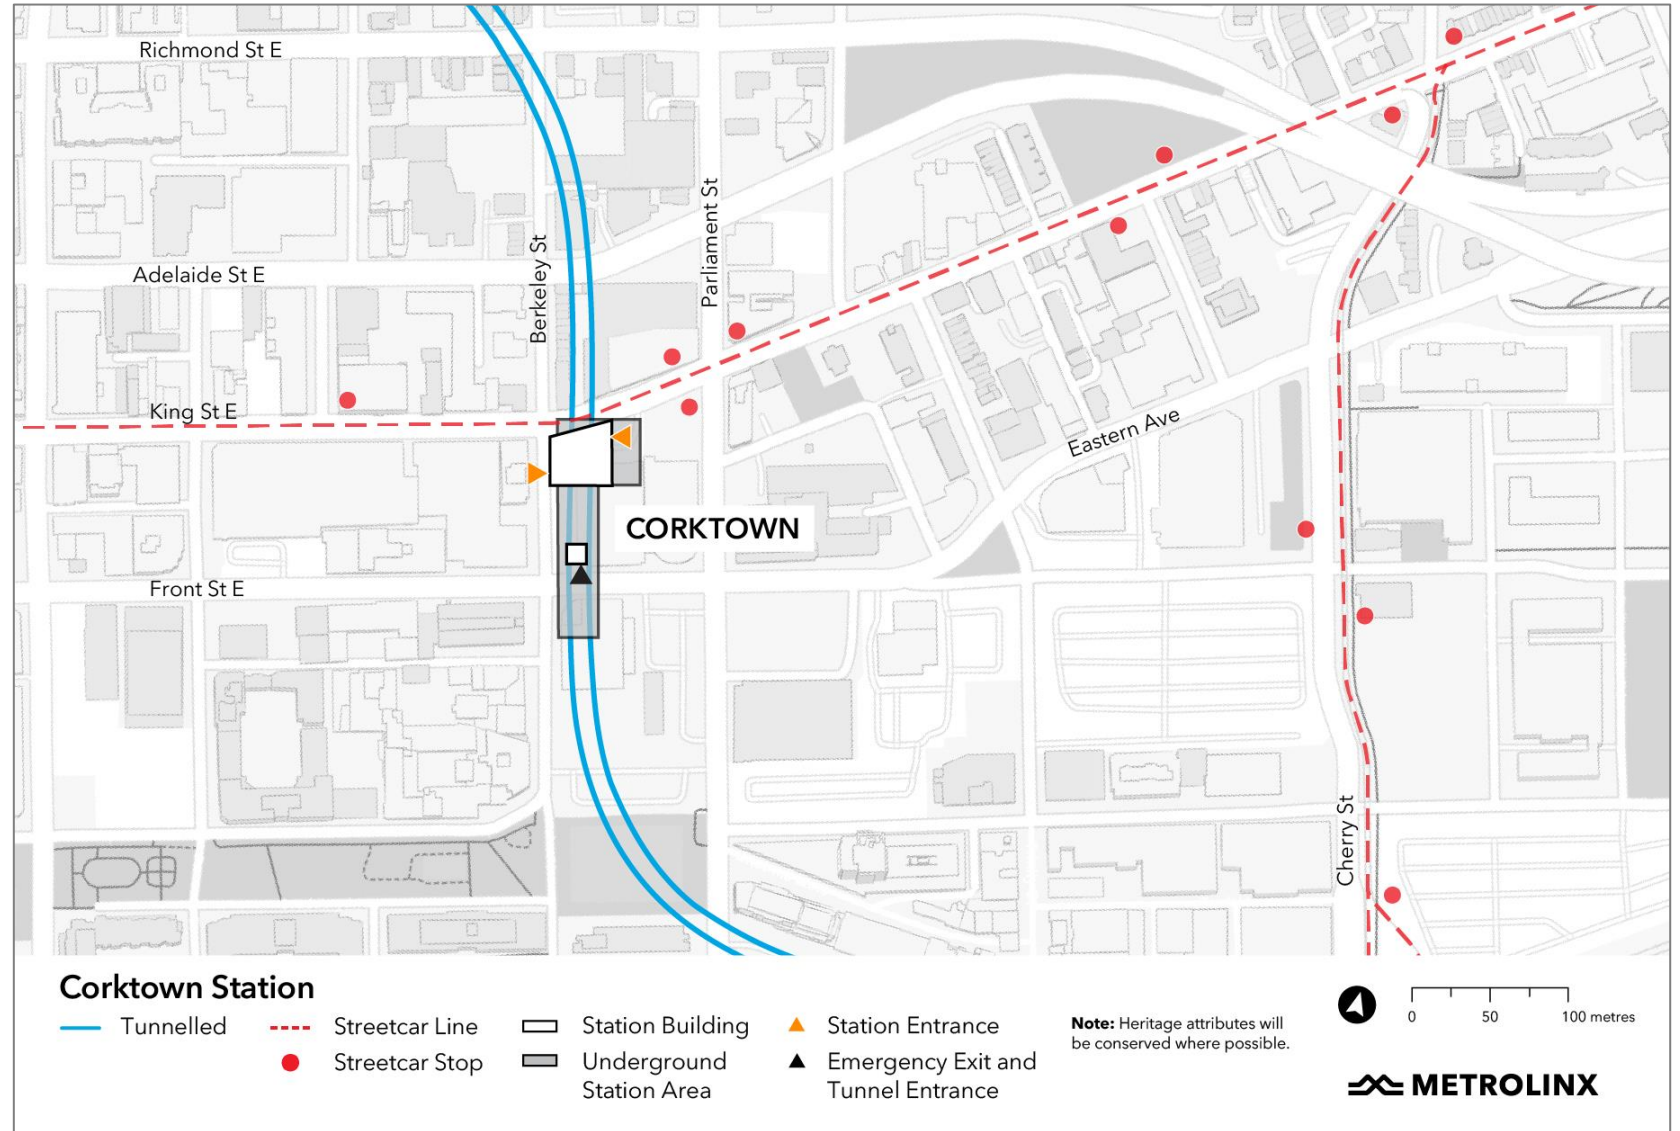 Richmond St E
Adelaide St E
Berkeley St
Parliament St
King St E
Eastern Ave
CORKTOWN
Front St E
Cherry St
Corktown Station
Tunnelled
Streetcar Line
Streetcar Stop
Station Building
Underground
Station Area
Station Entrance
Emergency Exit and
Tunnel Entrance
Note: Heritage attributes will
be conserved where possible.
0 50 100 metres
METROLINX